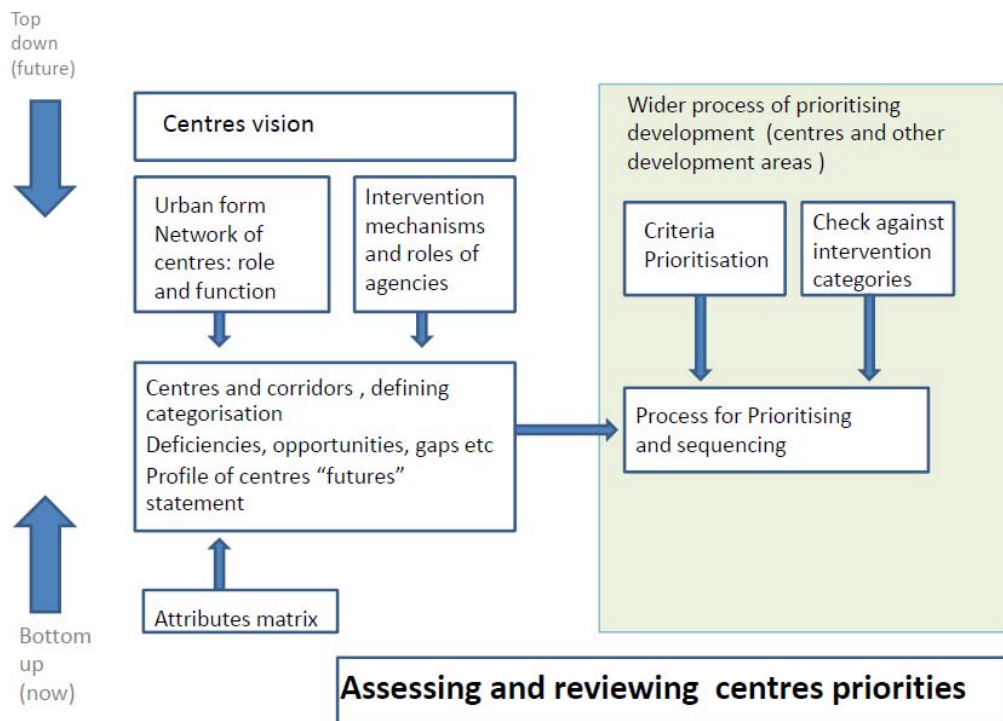 Top
down
(future)
Centres vision
Urban form
Network of
centres: role
and function
Intervention
mechanisms
and roles of
agencies
Centres and corridors , defining
categorisation
Deficiencies, opportunities, gaps etc
Profile of centres “futures”
statement
Attributes matrix
Bottom
up
(now)
Wider process of prioritising
development (centres and other
development areas )
Criteria
Prioritisation
Check against
intervention
categories
Process for Prioritising
and sequencing
Assessing and reviewing centres priorities